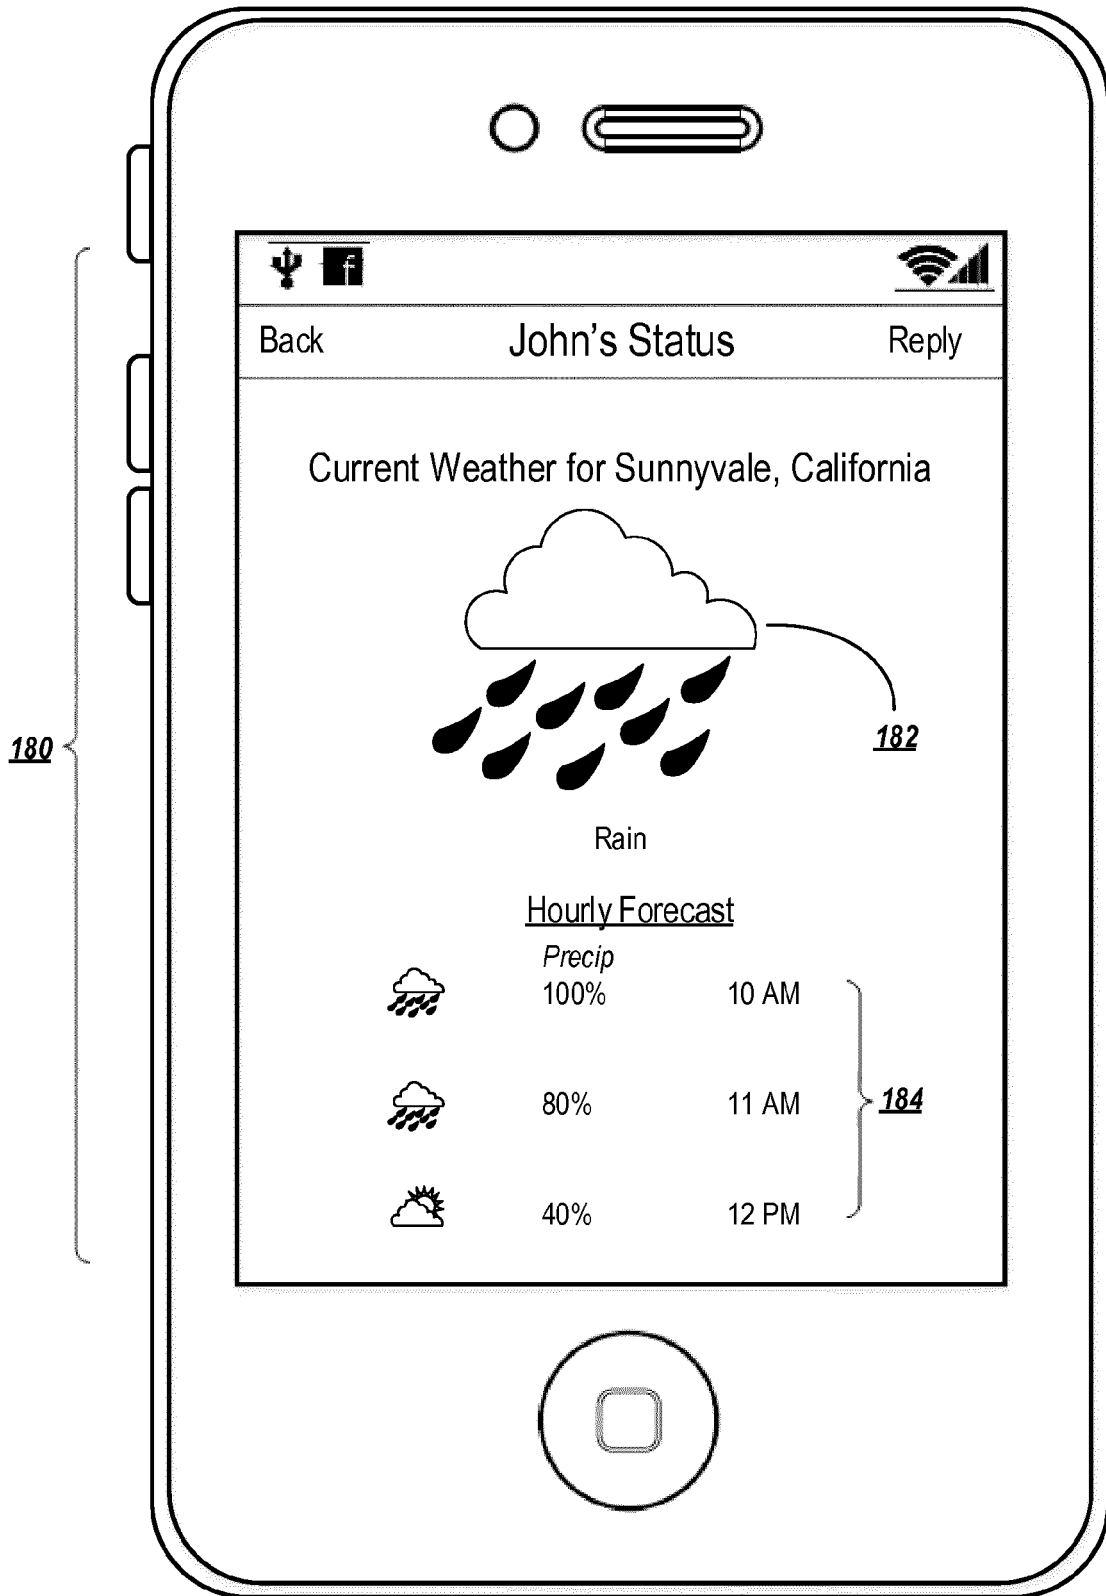 f
Back John's Status Reply
Current Weather for Sunnyvale, California
182
180
Rain
Hourly Forecast
Precip
100% 10 AM
80% 11 AM
184
40% 12 PM